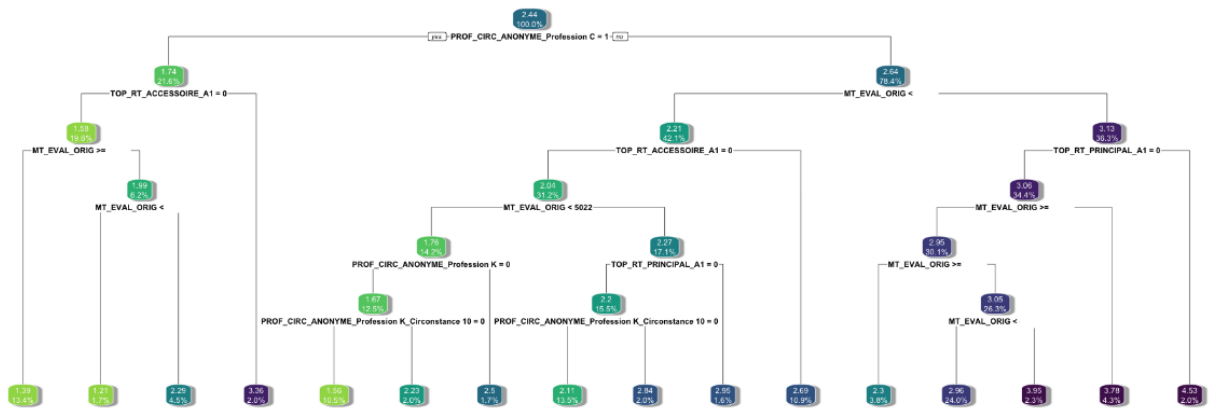 2.44
100.0%
yes PROF_CIRC_ANONYME_Profession C = 1 no
1.74 2.64
21.6% 78.4%
TOP_RT_ACCESSOIRE_A1 = 0 MT_EVAL_ORIG <
1.58 2.21 3.13
19.6% 42.1% 36.3%
MT_EVAL_ORIG >= TOP_RT_ACCESSOIRE_A1 = 0 TOP_RT_PRINCIPAL_A1 = 0
1.99 2.04 3.06
6.2% 31.2% 34.4%
MT_EVAL_ORIG < MT_EVAL_ORIG < 5022 MT_EVAL_ORIG >=
1.76 2.27 2.95
14.2% 17.1% 30.1%
PROF_CIRC_ANONYME_Profession K = 0 TOP_RT_PRINCIPAL_A1 = 0 MT_EVAL_ORIG >=
1.67 2.2 3.05
12.5% 15.5% 26.3%
PROF_CIRC_ANONYME_Profession K_Circonstance 10 = 0 PROF_CIRC_ANONYME_Profession K_Circonstance 10 = 0 MT_EVAL_ORIG <
1.39 1.21 2.29 3.36 1.56 2.23 2.5 2.11 2.84 2.95 2.69 2.3 2.96 3.95 3.78 4.53
13.4% 1.7% 4.5% 2.0% 10.5% 2.0% 1.7% 13.5% 2.0% 1.6% 10.9% 3.8% 24.0% 2.3% 4.3% 2.0%